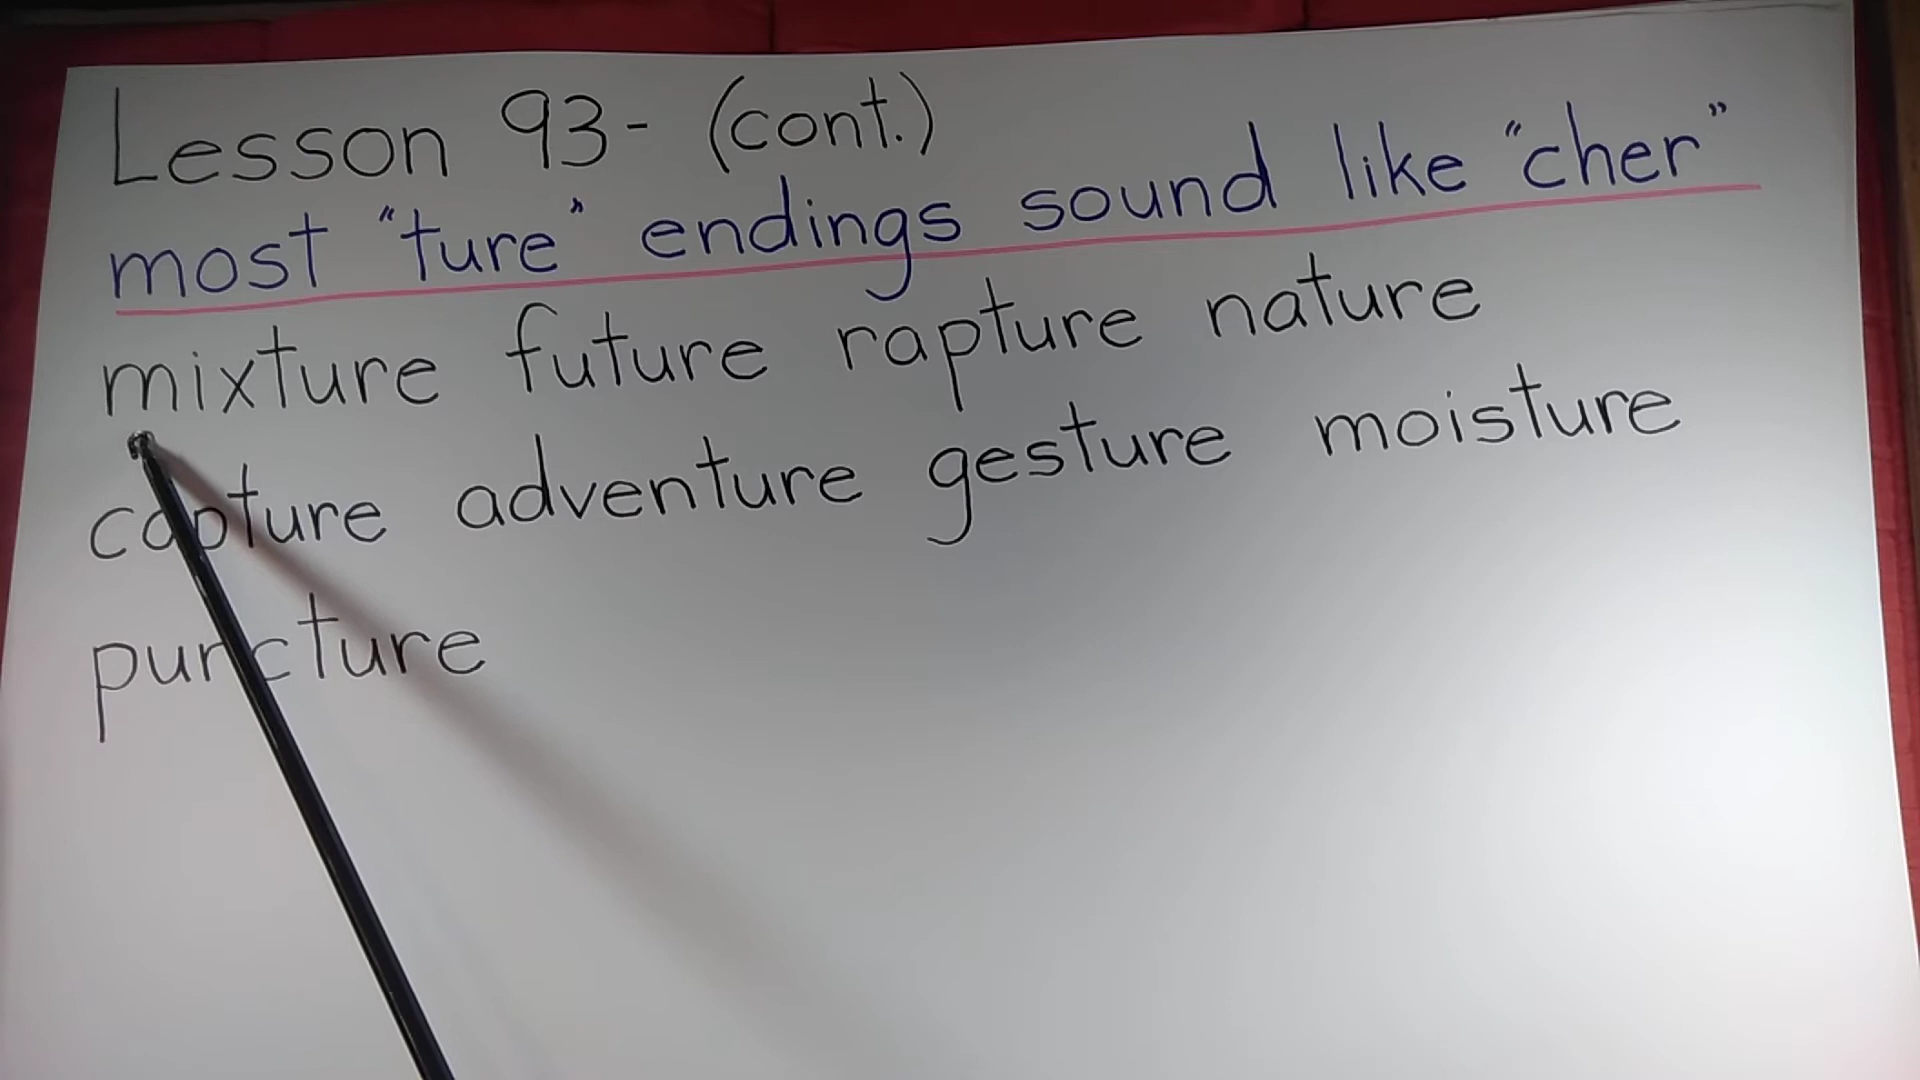 Lesson 93- (cont.)
most "ture" endings sound like "cher"
mixture future rapture nature
capture adventure gesture moisture
puncture